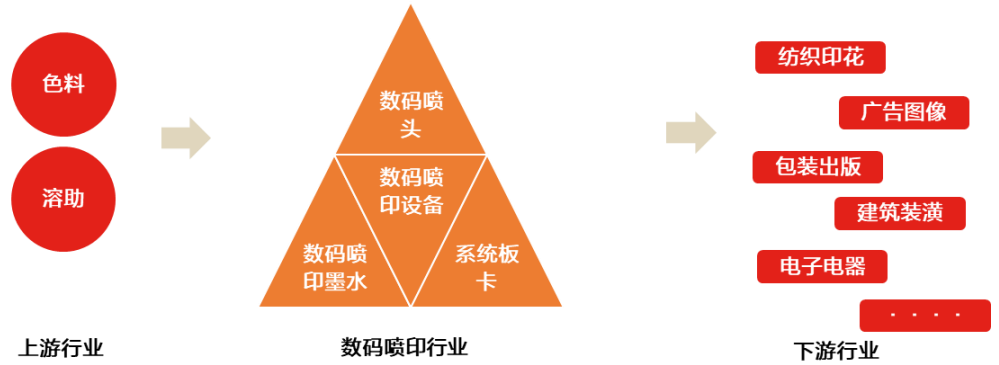 色料
溶助
上游行业
数码喷
头
数码喷
印设备
数码喷
印墨水
系统板
卡
数码喷印行业
纺织印花
广告图像
包装出版
建筑装潢
电子电器
· · · ·
下游行业